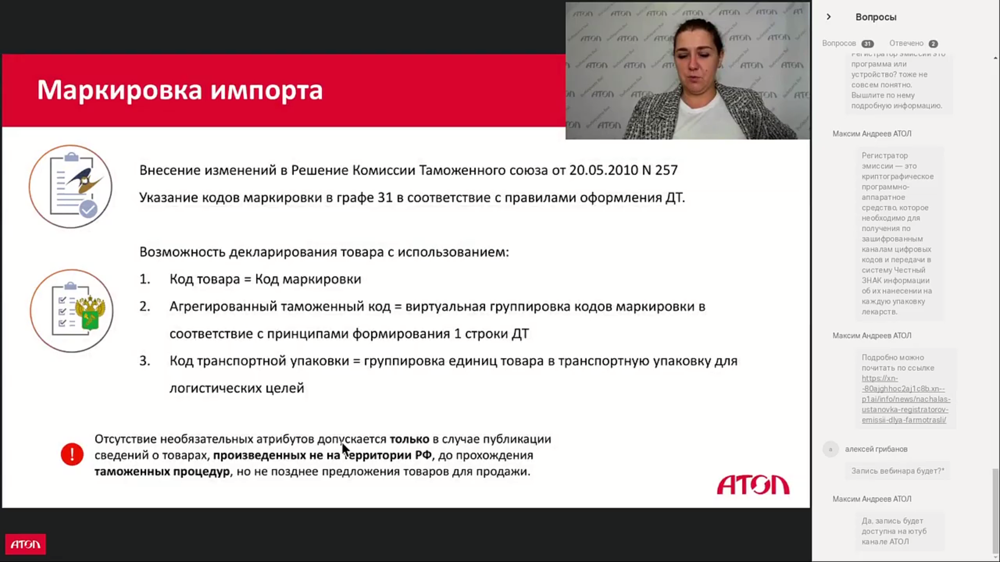 Маркировка импорта
Внесение изменений в Решение Комиссии Таможенного союза от 20.05.2010 N 257
Указание кодов маркировки в графе 31 в соответствие с правилами оформления ДТ.
Возможность декларирования товара с использованием:
1. Код товара = Код маркировки
2. Агрегированный таможенный код = виртуальная группировка кодов маркировки в
соответствие с принципами формирования 1 строки ДТ
3. Код транспортной упаковки = группировка единиц товара в транспортную упаковку для
логистических целей
!
Отсутствие необязательных атрибутов допускается только в случае публикации
сведений о товарах, произведенных не на территории РФ, до прохождения
таможенных процедур, но не позднее предложения товаров для продажи.
АТОЛ
АТОЛ
Вопросы
Вопросов 31 Отвечено 2
Регистратор эмиссии это
программа или
устройство? тоже не
совсем понятно.
Вышлите по нему
подробную информацию.
Максим Андреев АТОЛ
Регистратор
эмиссии — это
криптографическое
программно-
аппаратное
средство, которое
необходимо для
получения по
зашифрованным
каналам цифровых
кодов и передачи в
систему Честный
ЗНАК информации
об их нанесении на
каждую упаковку
лекарств.
Максим Андреев АТОЛ
Подробно можно
почитать по ссылке
https://xn-
-80ajghhoc2aj1c8b.xn--
p1ai/info/news/nachalas-
ustanovka-registratorov-
emissii-dlya-farmotrasli/
а
алексей грибанов
Запись вебинара будет?*
Максим Андреев АТОЛ
Да, запись будет
доступна на ютуб
канале АТОЛ